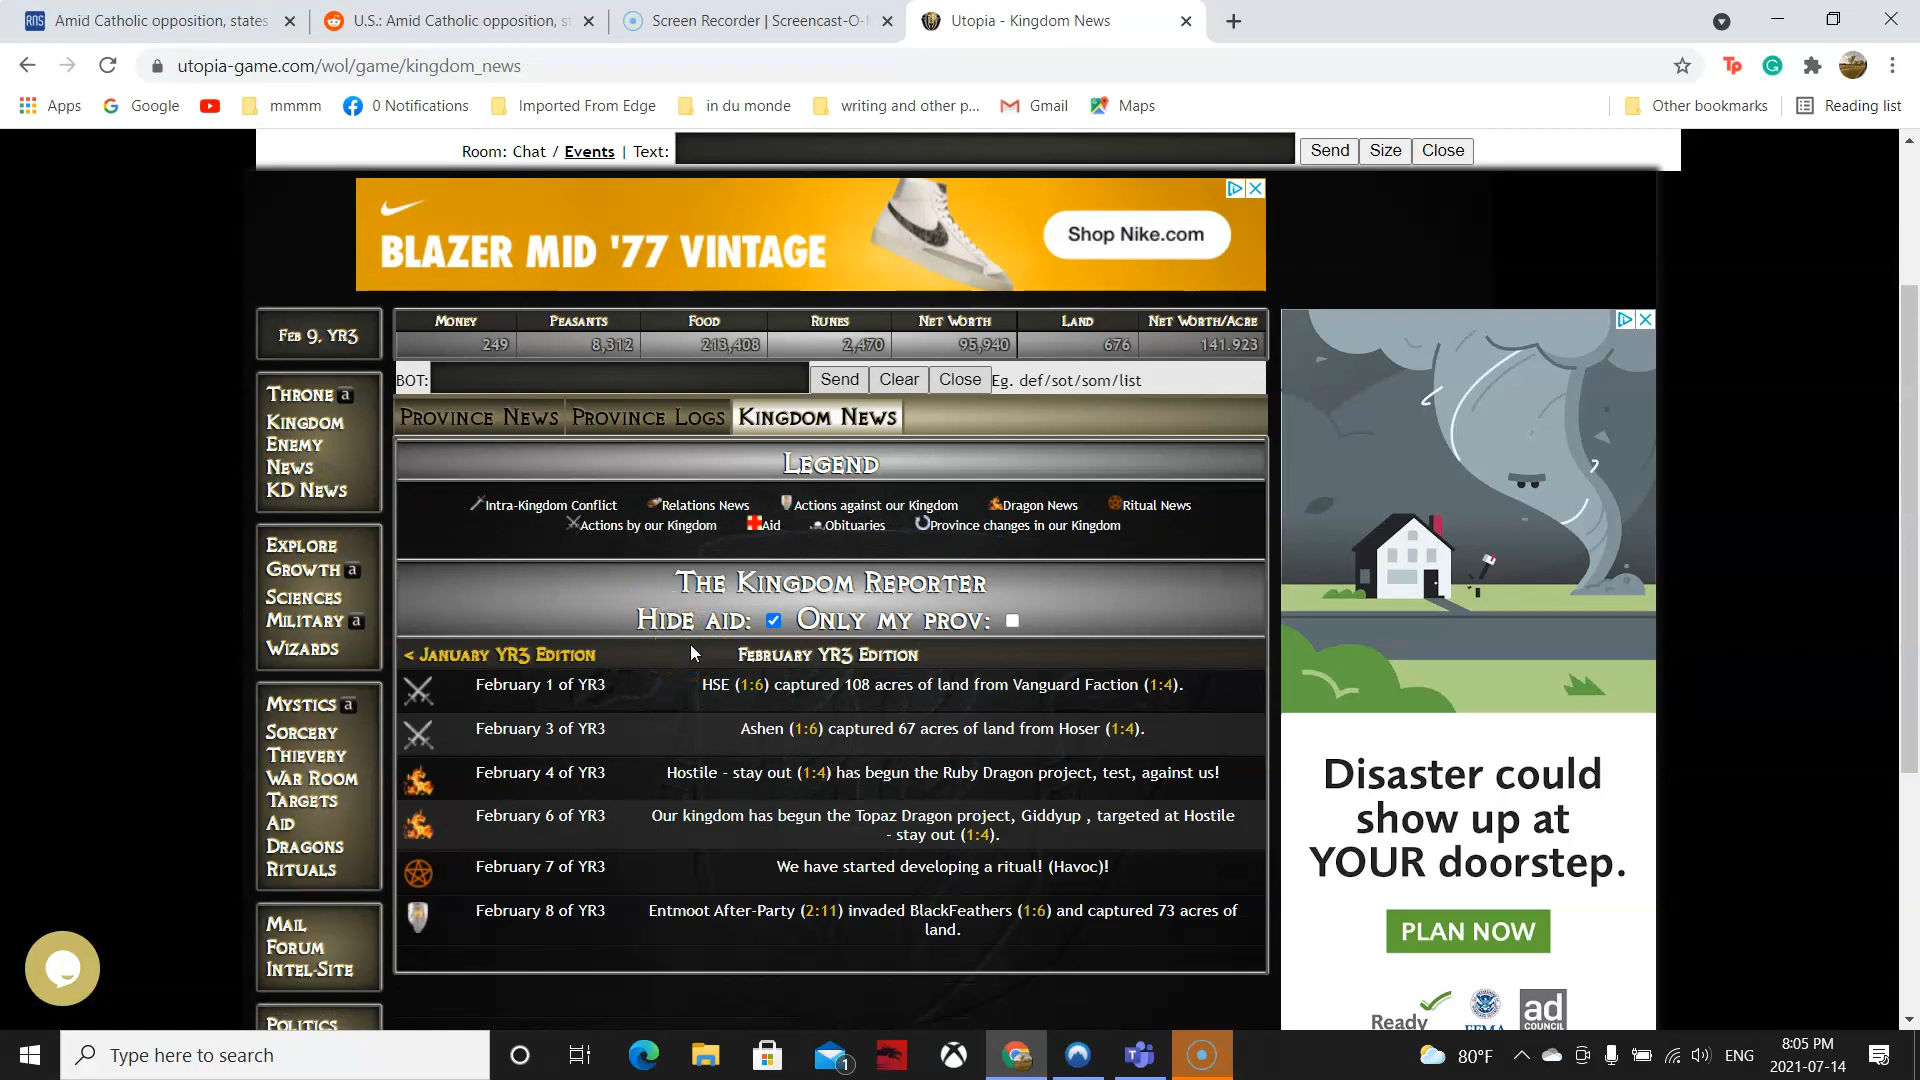 Amid Catholic opposition, states
U.S.: Amid Catholic opposition, s
Screen Recorder | Screencast-O-
Utopia - Kingdom News
utopia-game.com/wol/game/kingdom_news
Tp
Apps
Google
mmmm
0 Notifications
Imported From Edge
in du monde
writing and other p...
Gmail
Maps
Other bookmarks
Reading list
Room: Chat / Events | Text:
Send
Size
Close
BLAZER MID '77 VINTAGE
Shop Nike.com
Feb 9, YR3
Money
Peasants
Food
Runes
Net Worth
Land
Net Worth/Acre
249
8,312
213,408
2,470
95,940
676
141.923
BOT:
Send
Clear
Close
Eg. def/sot/som/list
Throne a
Kingdom
Enemy
News
KD News
Explore
Growth a
Sciences
Military a
Wizards
Mystics a
Sorcery
Thievery
War Room
Targets
Aid
Dragons
Rituals
Mail
Forum
Intel-Site
Politics
Province News
Province Logs
Kingdom News
Legend
Intra-Kingdom Conflict
Relations News
Actions against our Kingdom
Dragon News
Ritual News
Actions by our Kingdom
Aid
Obituaries
Province changes in our Kingdom
The Kingdom Reporter
Hide aid:
Only my prov:
< January YR3 Edition
February YR3 Edition
February 1 of YR3
HSE (1:6) captured 108 acres of land from Vanguard Faction (1:4).
February 3 of YR3
Ashen (1:6) captured 67 acres of land from Hoser (1:4).
February 4 of YR3
Hostile - stay out (1:4) has begun the Ruby Dragon project, test, against us!
February 6 of YR3
Our kingdom has begun the Topaz Dragon project, Giddyup , targeted at Hostile
- stay out (1:4).
February 7 of YR3
We have started developing a ritual! (Havoc)!
February 8 of YR3
Entmoot After-Party (2:11) invaded BlackFeathers (1:6) and captured 73 acres of
land.
Disaster could
show up at
YOUR doorstep.
PLAN NOW
Ready
FEMA
ad
COUNCIL
Type here to search
1
80°F
ENG
8:05 PM
2021-07-14